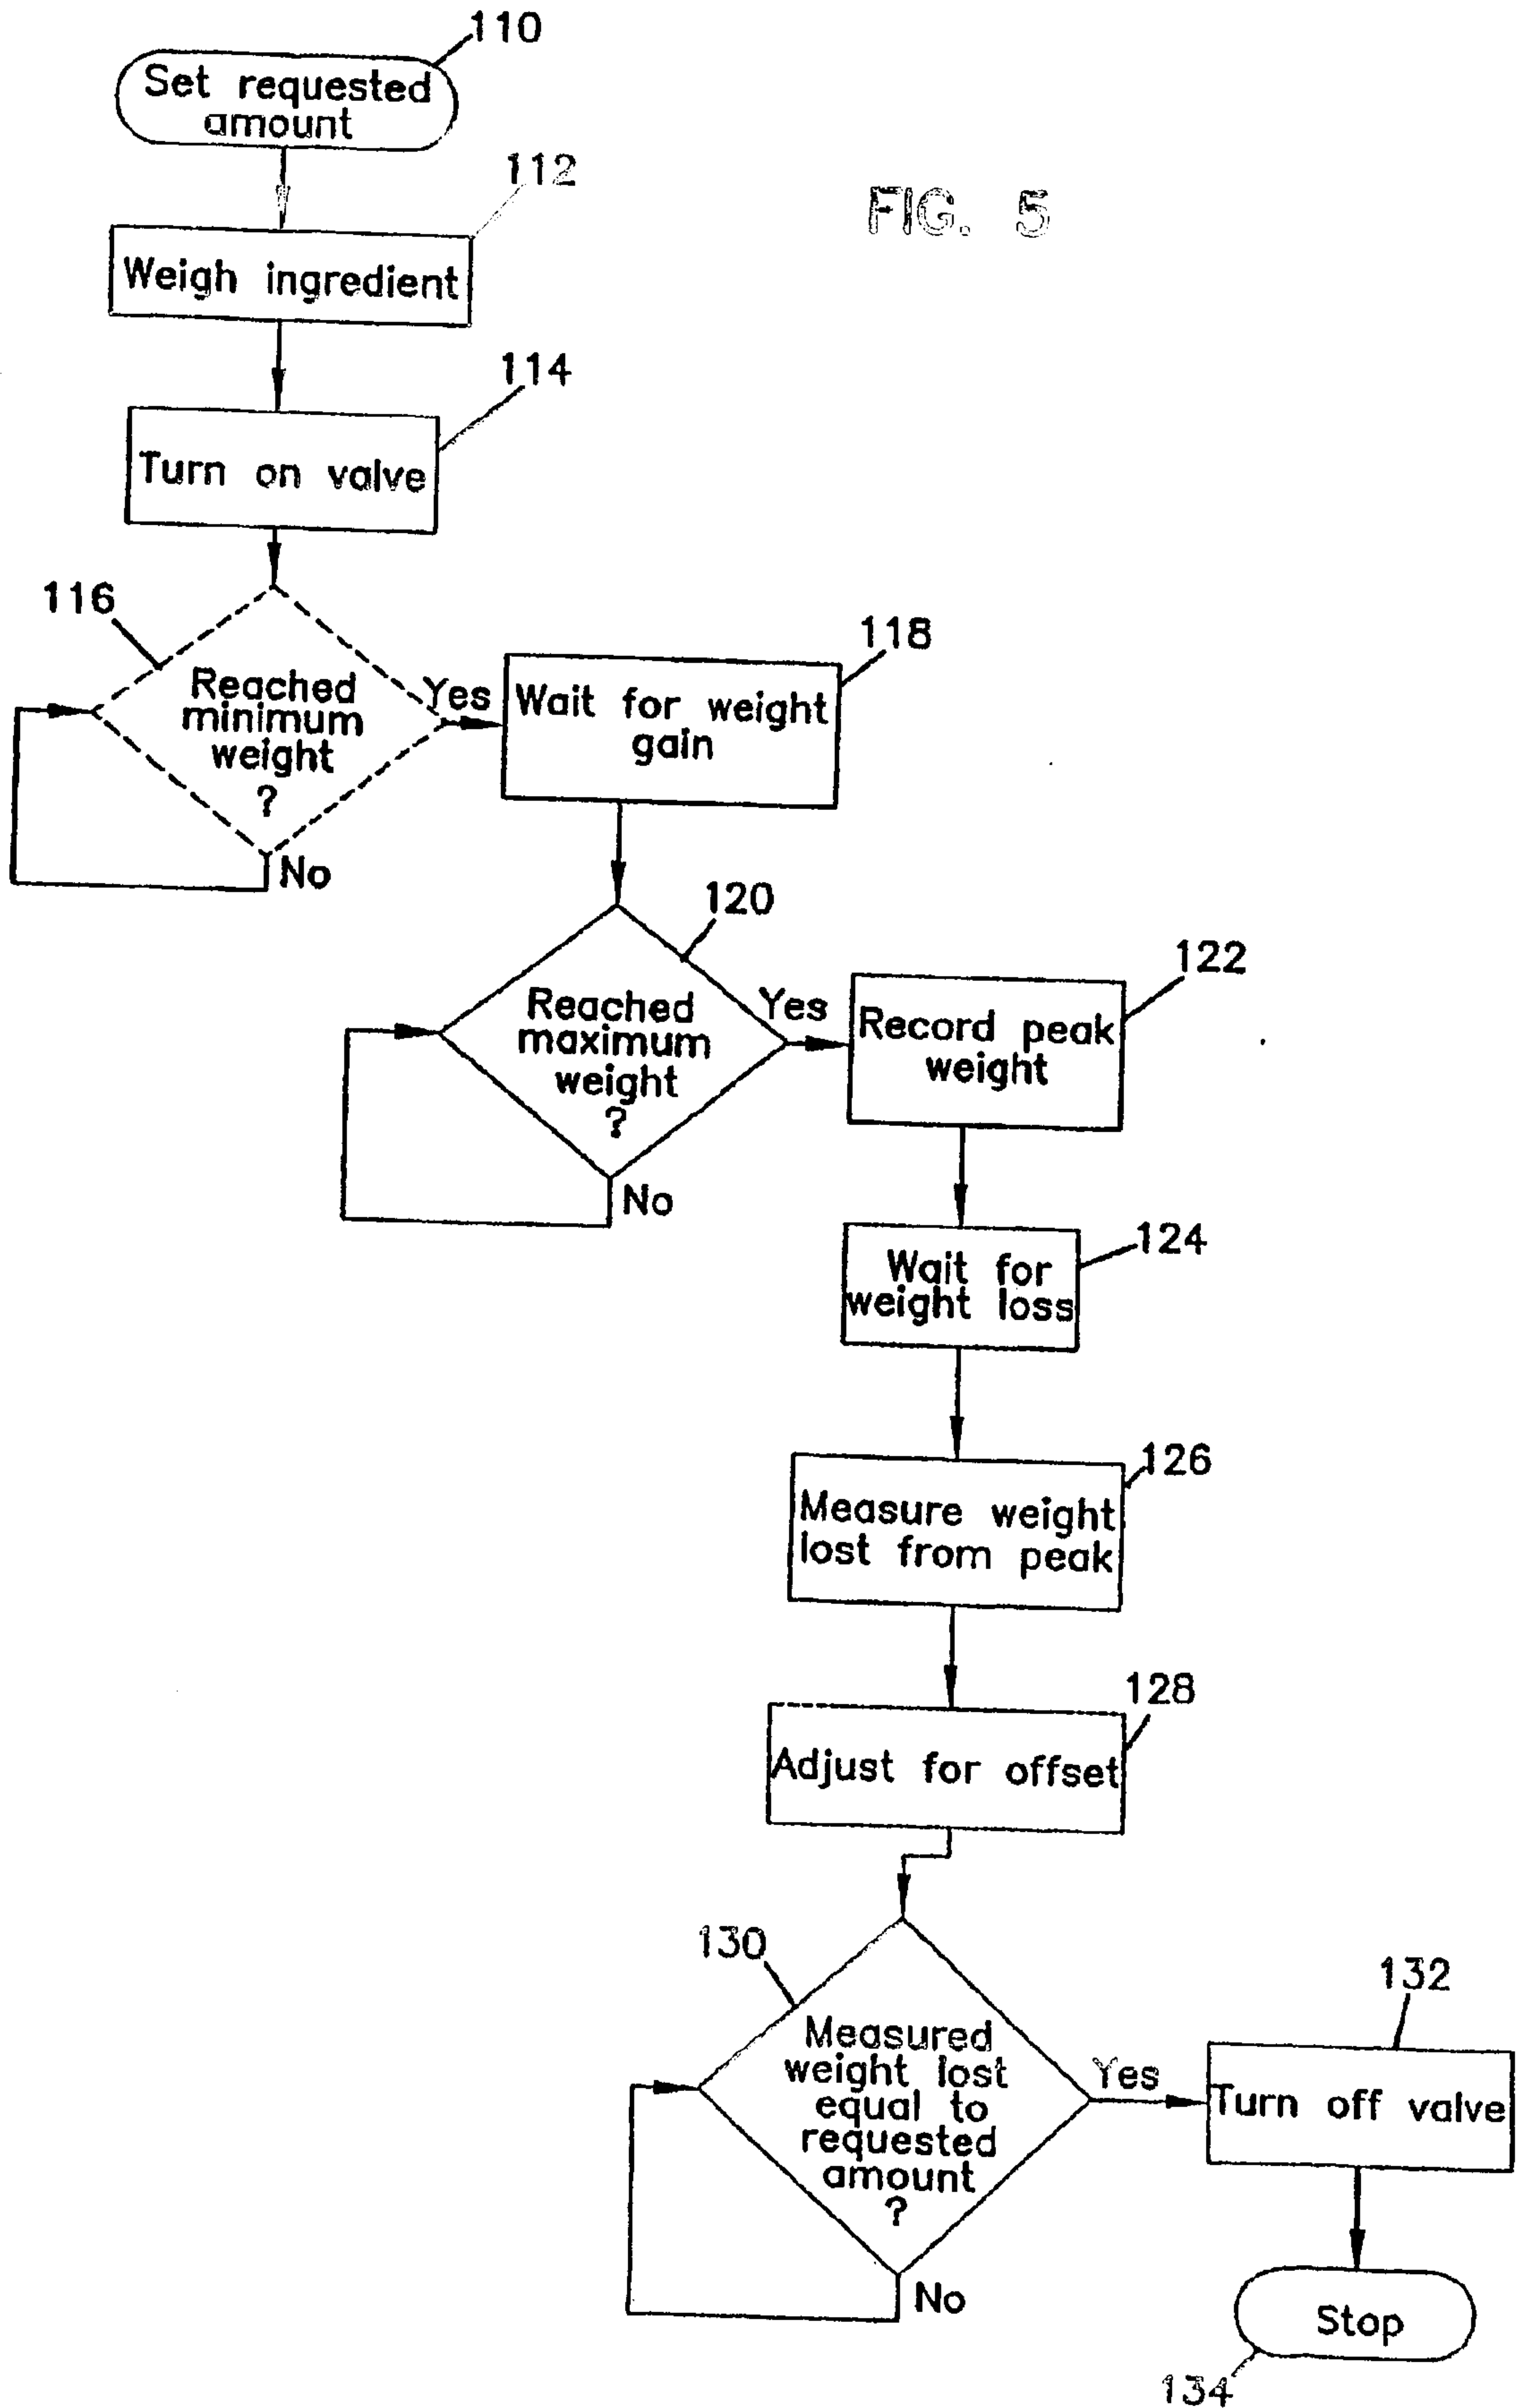 110
Set requested
amount
112
FIG. 5
Weigh ingredient
114
Turn on valve
116
Reached
minimum
weight
?
Yes
No
118
Wait for weight
gain
120
Reached
maximum
weight
?
Yes
No
122
Record peak
weight
124
Wait for
weight loss
126
Measure weight
lost from peak
128
Adjust for offset
130
Measured
weight lost
equal to
requested
amount
?
Yes
No
132
Turn off valve
Stop
134